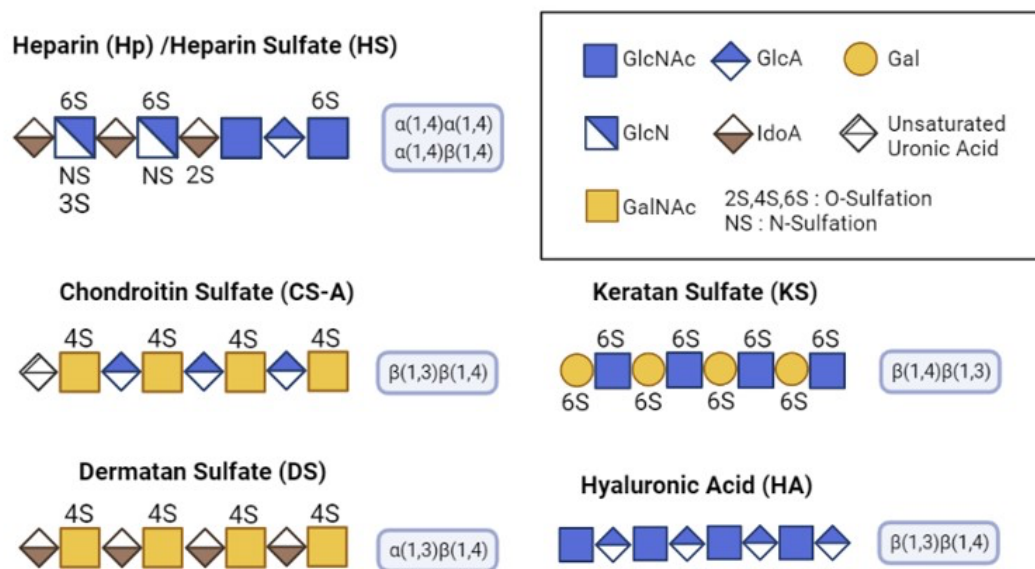 Heparin (Hp) /Heparin Sulfate (HS)
6S 6S 6S
NS NS 2S
3S
α(1,4)α(1,4)
α(1,4)β(1,4)
GlcNAc GlcA Gal
GlcN IdoA Unsaturated
Uronic Acid
GalNAc 2S,4S,6S : O-Sulfation
NS : N-Sulfation
Chondroitin Sulfate (CS-A)
4S 4S 4S 4S
β(1,3)β(1,4)
Keratan Sulfate (KS)
6S 6S 6S 6S
6S 6S 6S 6S
β(1,4)β(1,3)
Dermatan Sulfate (DS)
4S 4S 4S 4S
α(1,3)β(1,4)
Hyaluronic Acid (HA)
β(1,3)β(1,4)